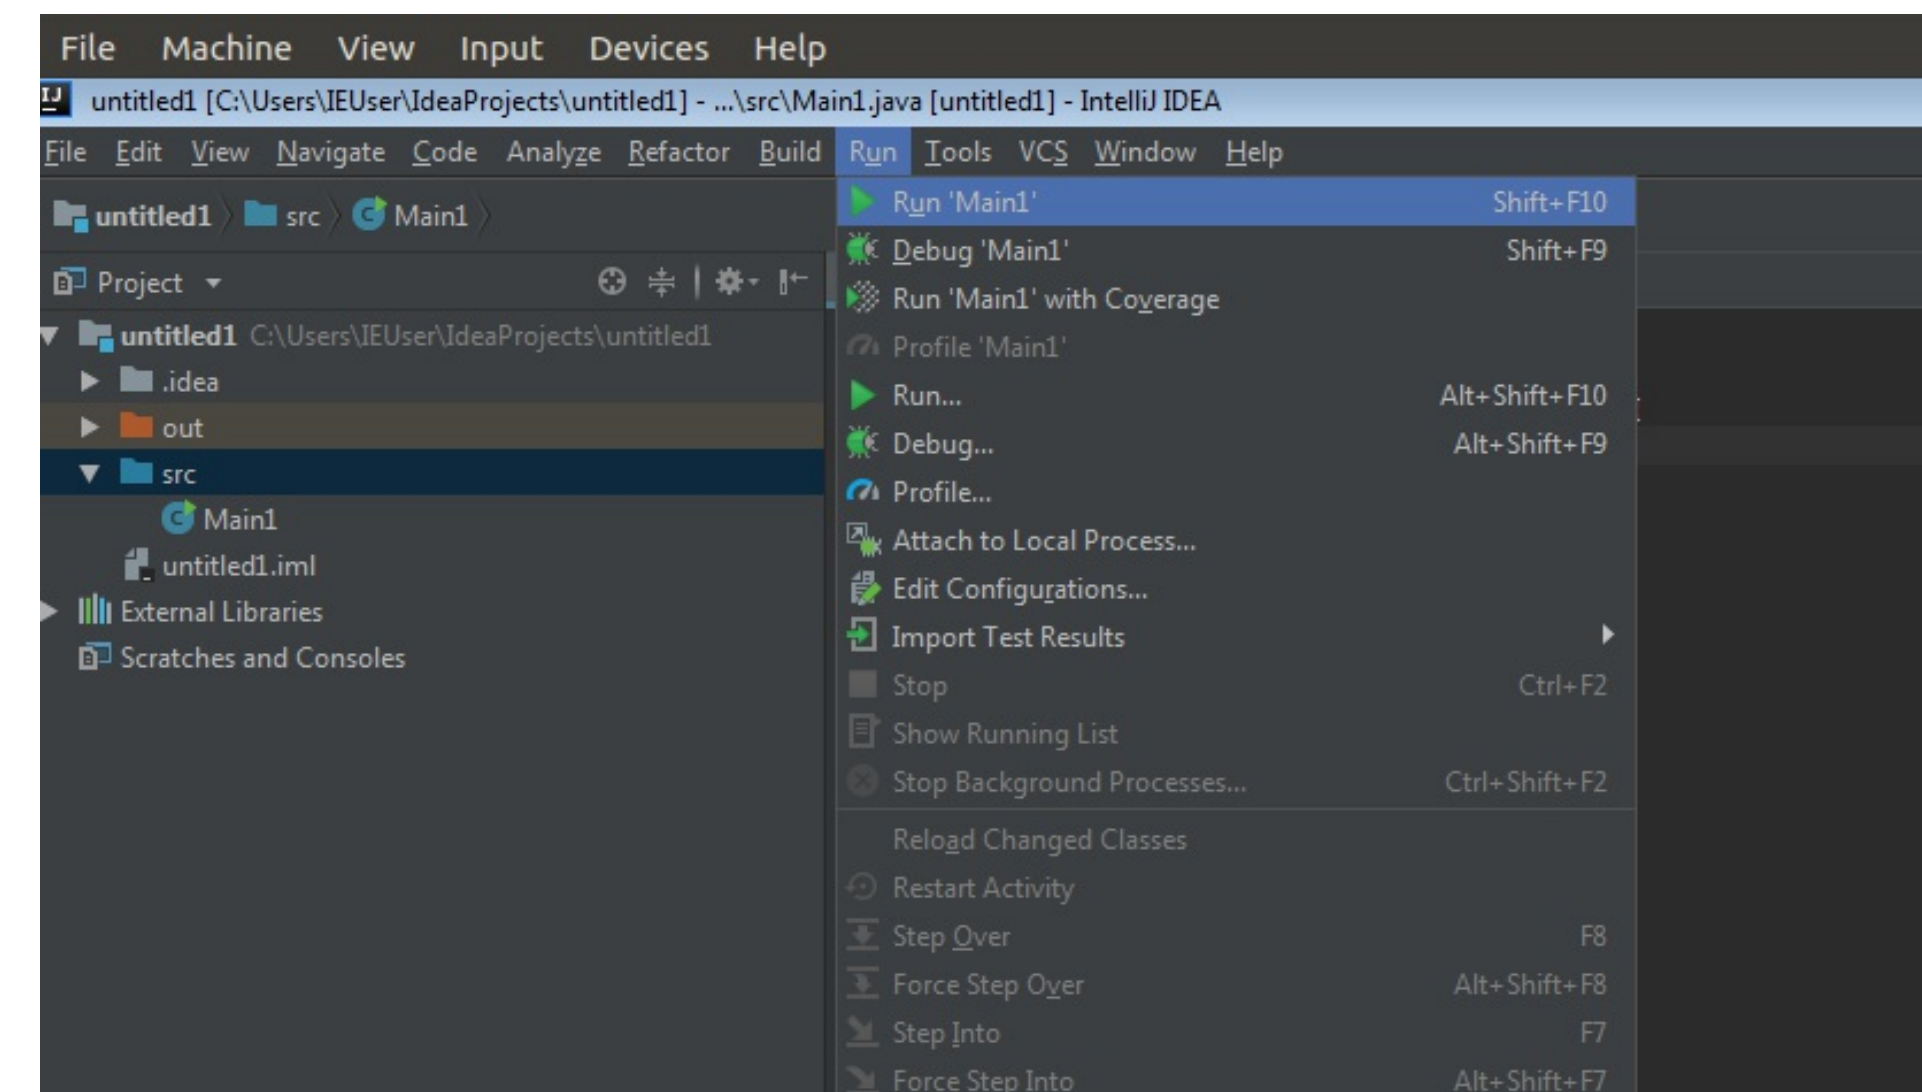 File Machine View Input Devices Help
IJ untitled1 [C:\Users\IEUser\IdeaProjects\untitled1] - ...\src\Main1.java [untitled1] - IntelliJ IDEA
File Edit View Navigate Code Analyze Refactor Build Run Tools VCS Window Help
untitled1 src Main1
Project
untitled1 C:\Users\IEUser\IdeaProjects\untitled1
.idea
out
src
Main1
untitled1.iml
External Libraries
Scratches and Consoles
Run 'Main1' Shift+F10
Debug 'Main1' Shift+F9
Run 'Main1' with Coverage
Profile 'Main1'
Run... Alt+Shift+F10
Debug... Alt+Shift+F9
Profile...
Attach to Local Process...
Edit Configurations...
Import Test Results
Stop Ctrl+F2
Show Running List
Stop Background Processes... Ctrl+Shift+F2
Reload Changed Classes
Restart Activity
Step Over F8
Force Step Over Alt+Shift+F8
Step Into F7
Force Step Into Alt+Shift+F7